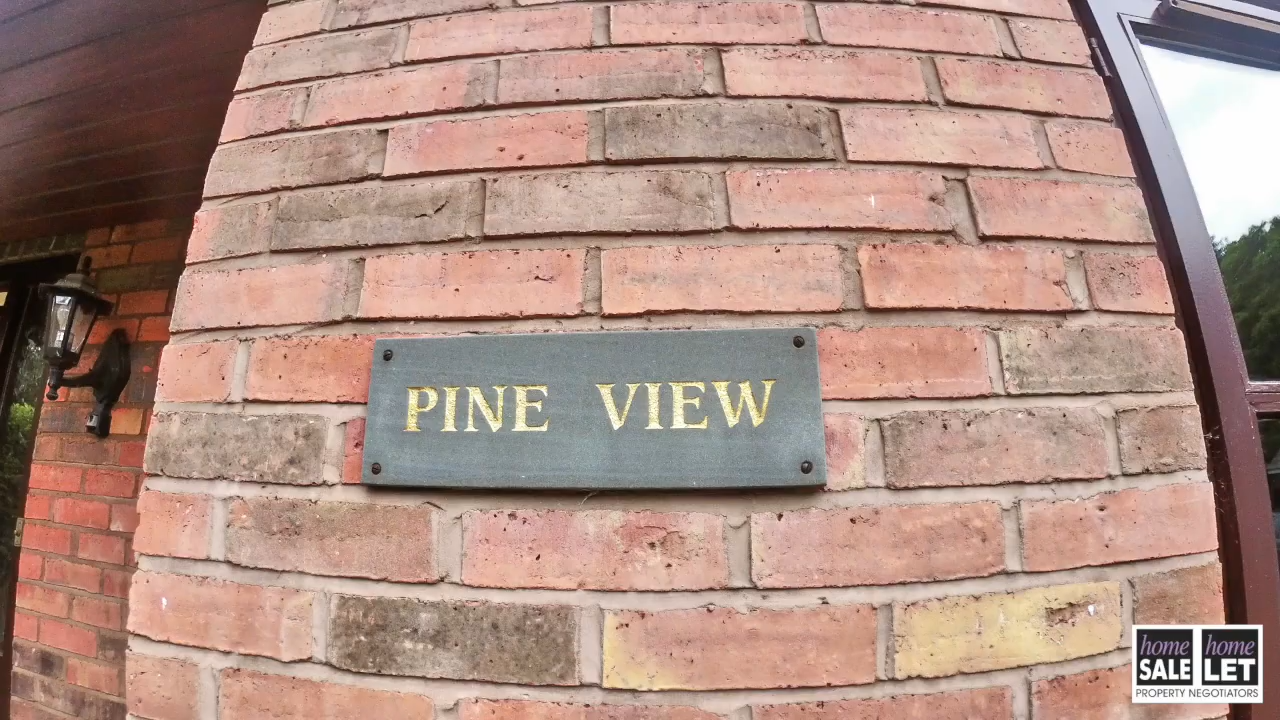 PINE VIEW
home home
SALE LET
PROPERTY NEGOTIATORS